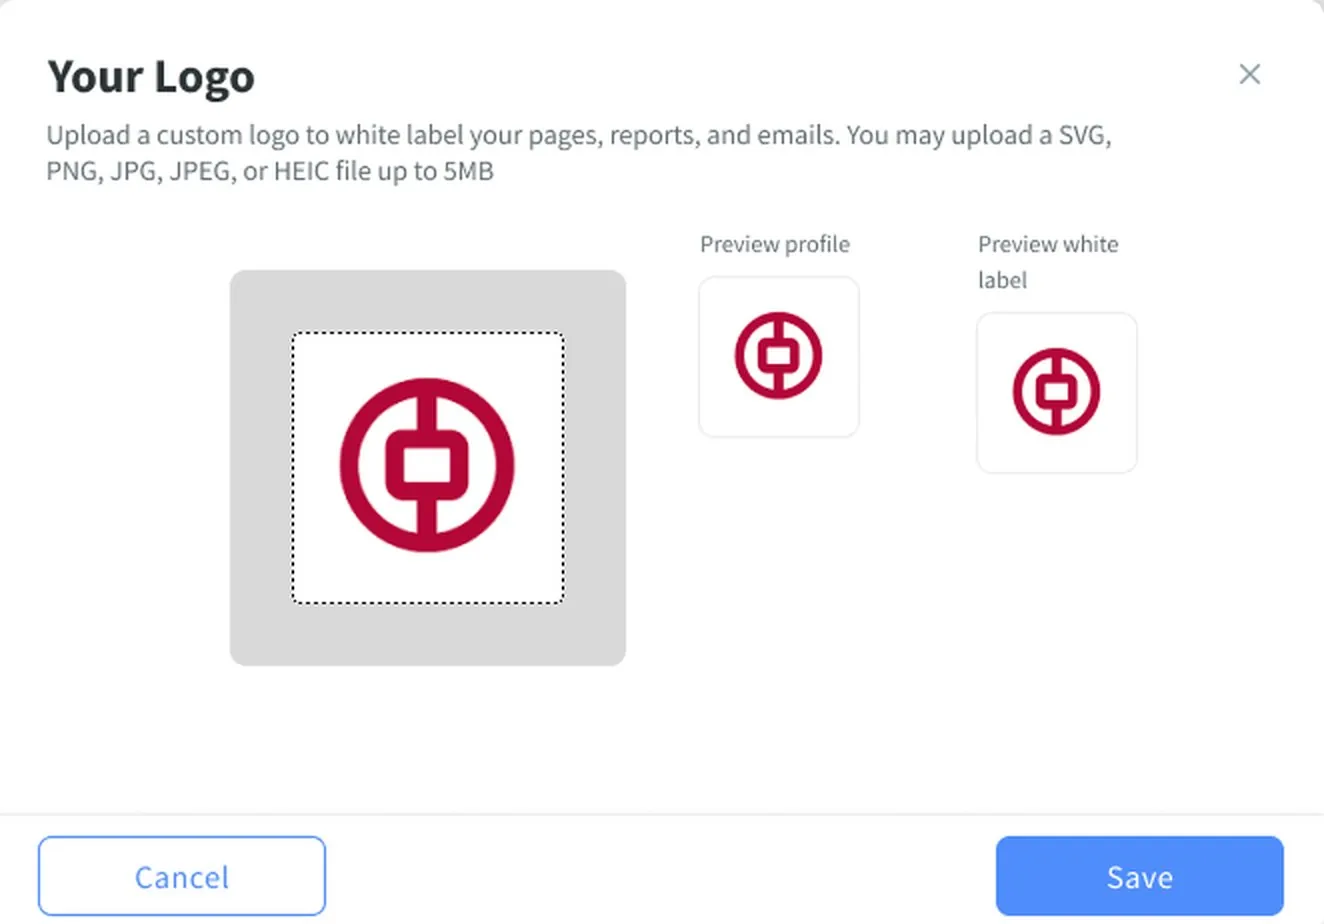 Your Logo
Upload a custom logo to white label your pages, reports, and emails. You may upload a SVG,
PNG, JPG, JPEG, or HEIC file up to 5MB
Preview profile
Preview white
label
Cancel
Save